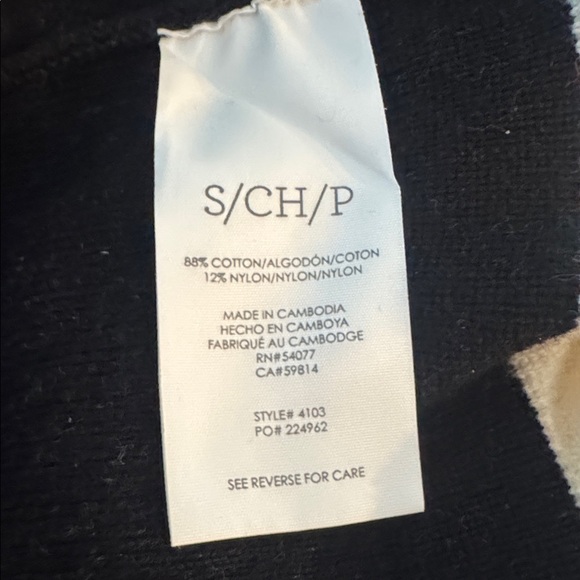 S/CH/P
88% COTTON/ALGODÓN/COTON
12% NYLON/NYLON/NYLON
MADE IN CAMBODIA
HECHO EN CAMBOYA
FABRIQUÉ AU CAMBODGE
RN#54077
CA#59814
STYLE# 4103
PO# 224962
SEE REVERSE FOR CARE